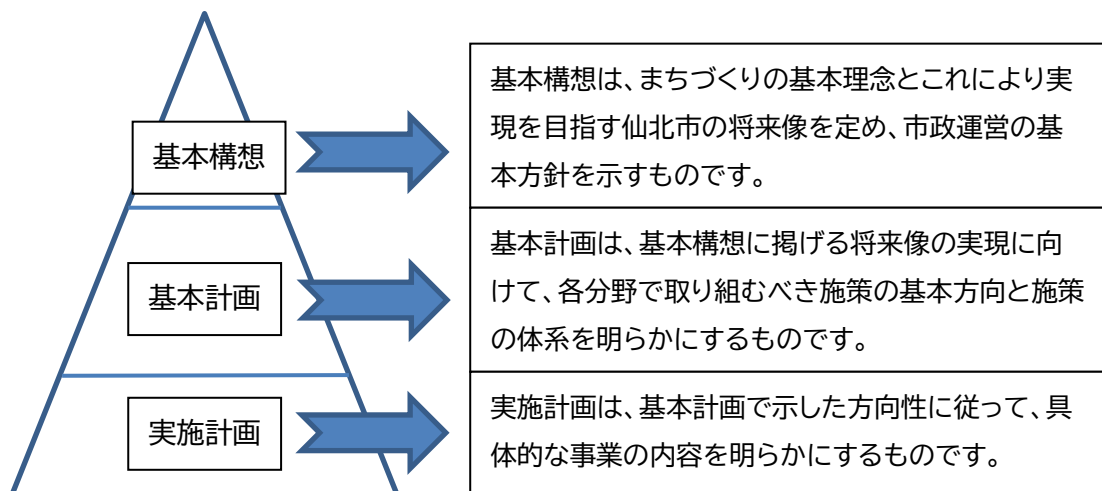 基本構想
基本構想は、まちづくりの基本理念とこれにより実
現を目指す仙北市の将来像を定め、市政運営の基
本方針を示すものです。
基本計画
基本計画は、基本構想に掲げる将来像の実現に向
けて、各分野で取り組むべき施策の基本方向と施策
の体系を明らかにするものです。
実施計画
実施計画は、基本計画で示した方向性に従って、具
体的な事業の内容を明らかにするものです。